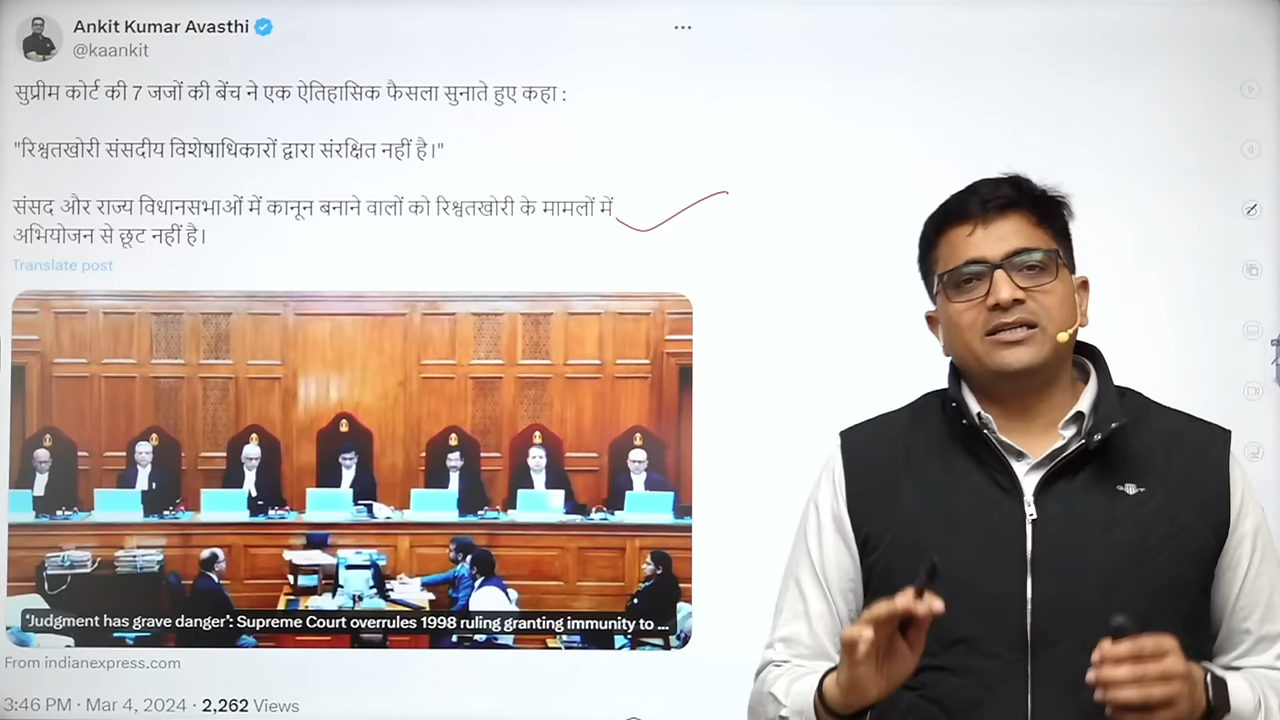 Ankit Kumar Avasthi
@kaankit
सुप्रीम कोर्ट की 7 जजों की बेंच ने एक ऐतिहासिक फैसला सुनाते हुए कहा :
"रिश्वतखोरी संसदीय विशेषाधिकारों द्वारा संरक्षित नहीं है।"
संसद और राज्य विधानसभाओं में कानून बनाने वालों को रिश्वतखोरी के मामलों में
अभियोजन से छूट नहीं है।
Translate post
'Judgment has grave danger': Supreme Court overrules 1998 ruling granting immunity to ...
From indianexpress.com
3:46 PM · Mar 4, 2024 · 2,262 Views